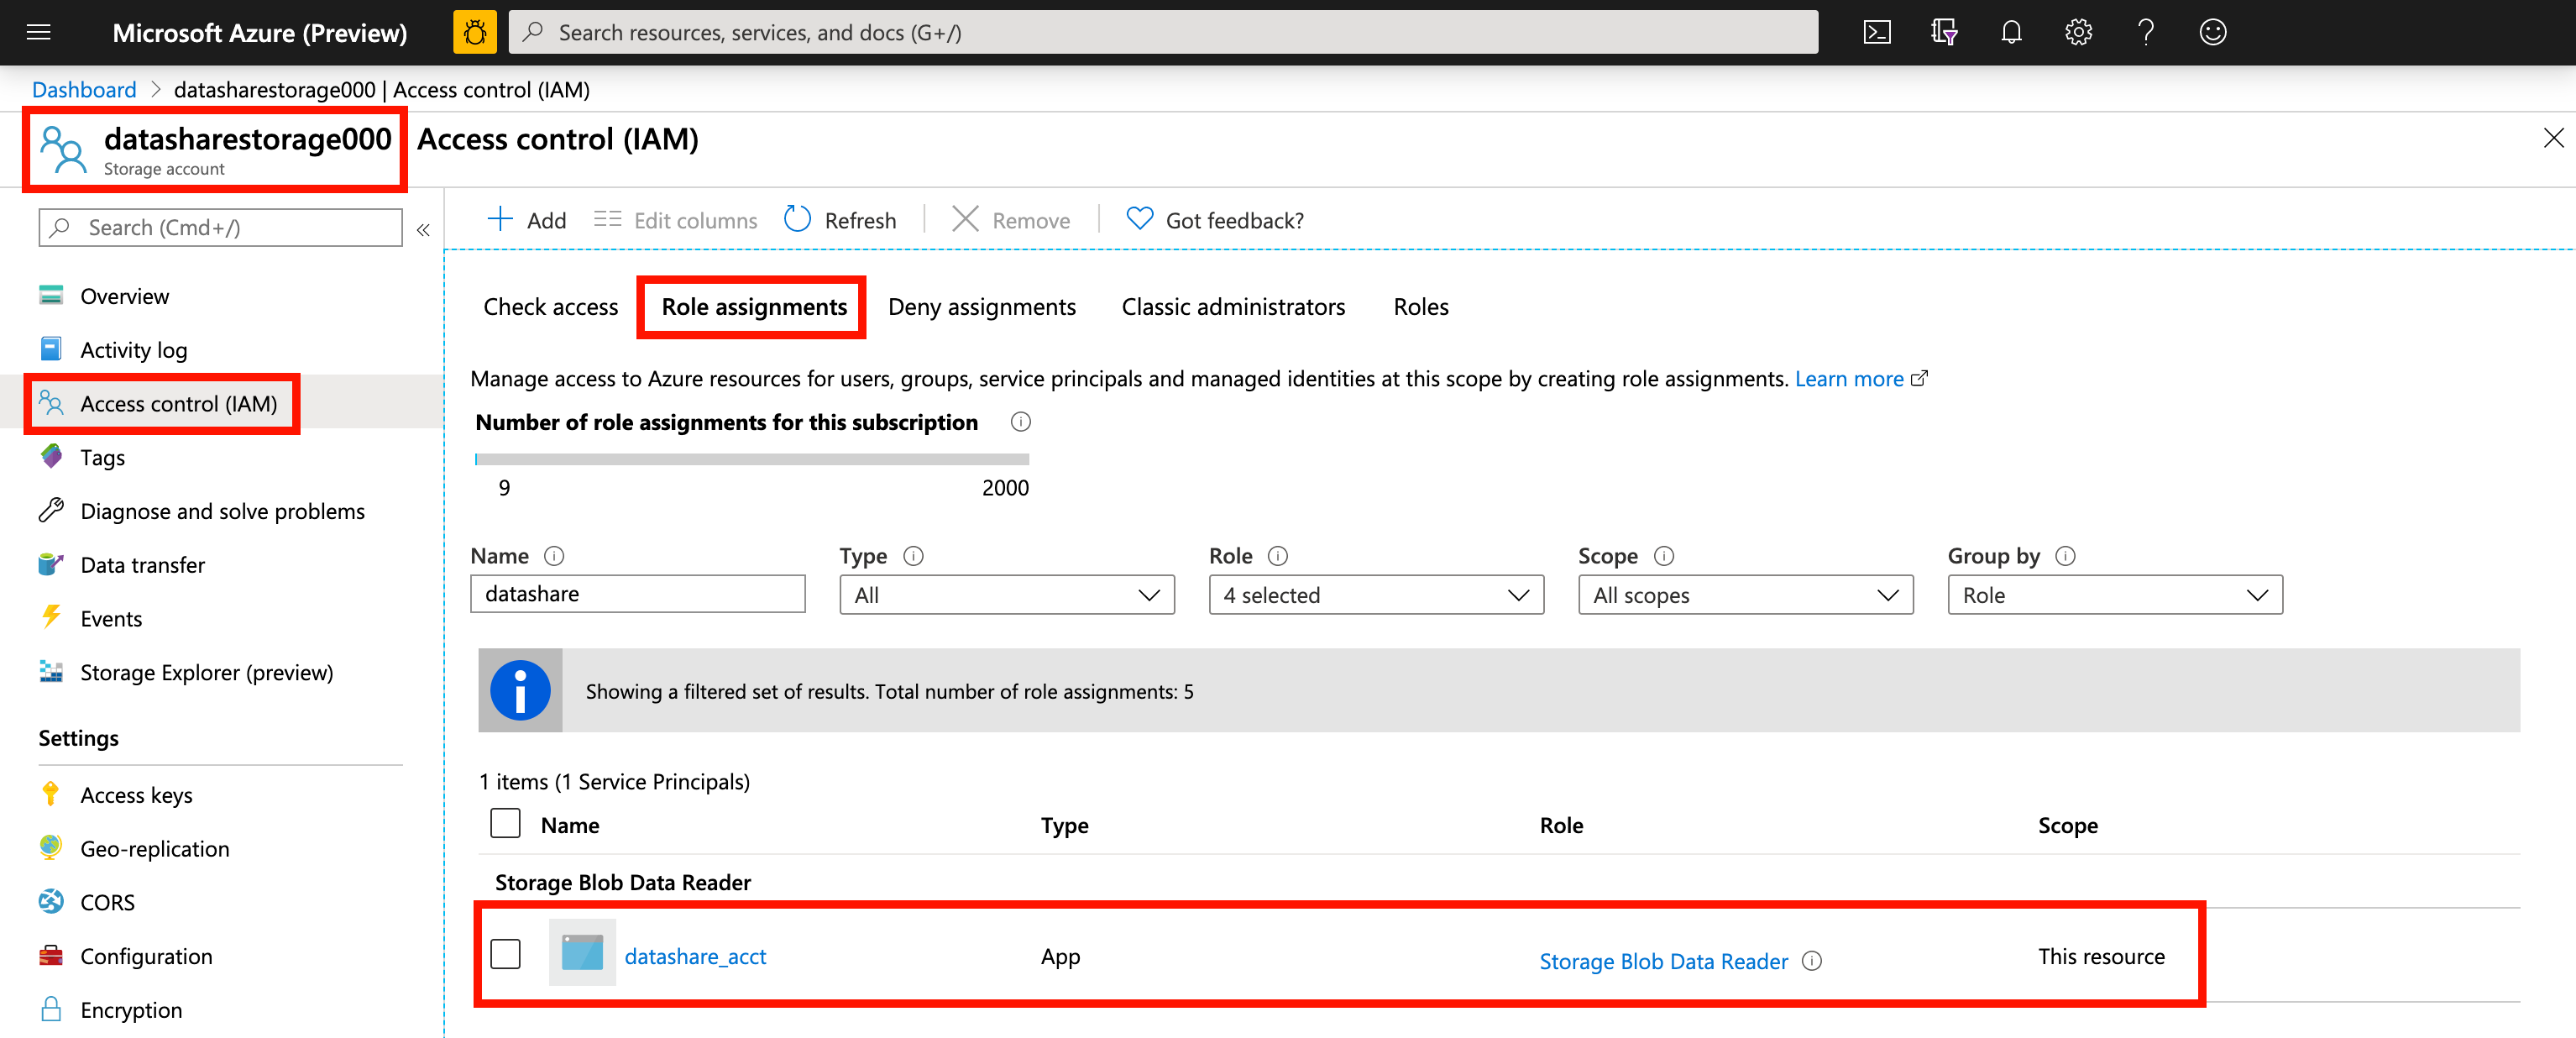 Microsoft Azure (Preview)
Search resources, services, and docs (G+/)
Dashboard > datasharestorage000 | Access control (IAM)
datasharestorage000 Access control (IAM)
Storage account
Search (Cmd+/)
«
Add Edit columns Refresh Remove Got feedback?
Overview
Activity log
Access control (IAM)
Tags
Diagnose and solve problems
Data transfer
Events
Storage Explorer (preview)
Settings
Access keys
Geo-replication
CORS
Configuration
Encryption
Check access Role assignments Deny assignments Classic administrators Roles
Manage access to Azure resources for users, groups, service principals and managed identities at this scope by creating role assignments. Learn more
Number of role assignments for this subscription
9 2000
Name Type Role Scope Group by
datashare All 4 selected All scopes Role
Showing a filtered set of results. Total number of role assignments: 5
1 items (1 Service Principals)
Name Type Role Scope
Storage Blob Data Reader
datashare_acct App Storage Blob Data Reader This resource